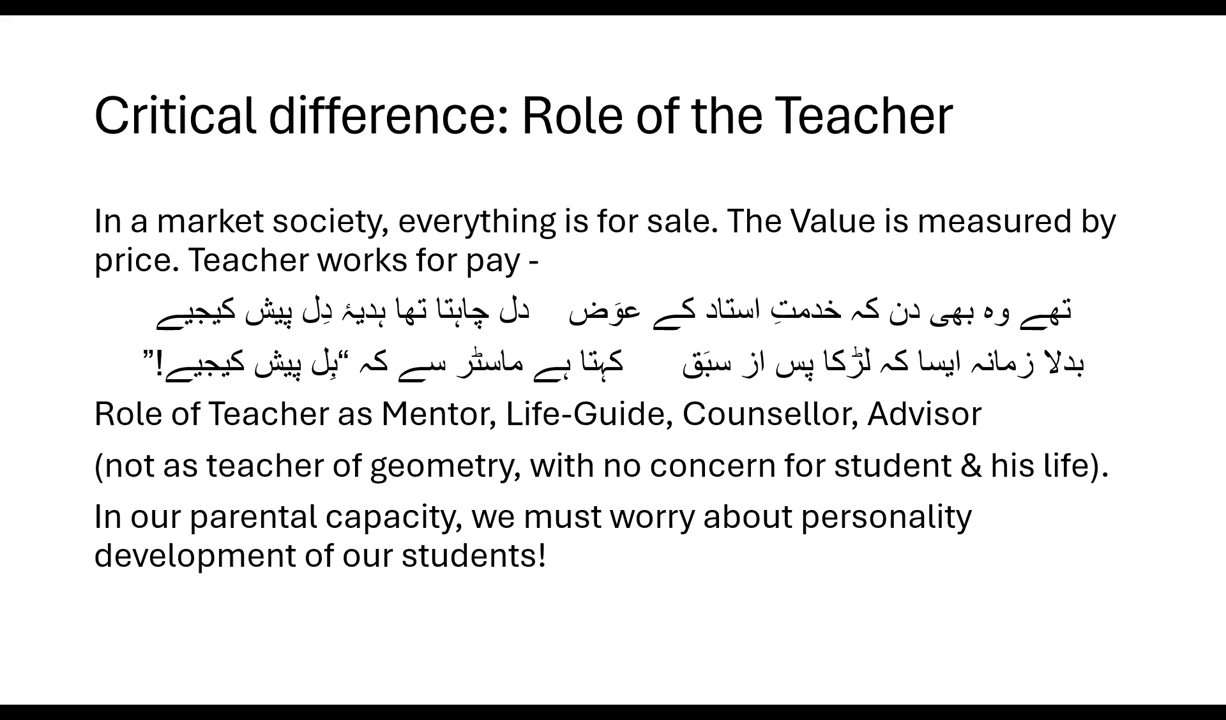 Critical difference: Role of the Teacher
In a market society, everything is for sale. The Value is measured by
price. Teacher works for pay -
تھے وہ بھی دن کہ خدمتِ استاد کے عوَض دل چاہتا تھا ہدیۂ دِل پیش کیجیے
بدلا زمانہ ایسا کہ لڑکا پس از سبَق کہتا ہے ماسٹر سے کہ “بِل پیش کیجیے!”
Role of Teacher as Mentor, Life-Guide, Counsellor, Advisor
(not as teacher of geometry, with no concern for student & his life).
In our parental capacity, we must worry about personality
development of our students!